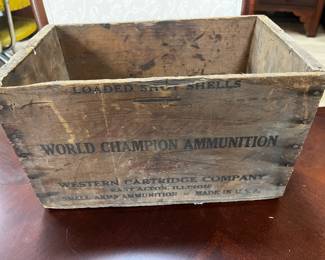 LOADED SHOT SHELLS
WORLD CHAMPION AMMUNITION
WESTERN CARTRIDGE COMPANY
EAST ALTON, ILLINOIS
SMALL ARMS AMMUNITION — MADE IN U.S.A.